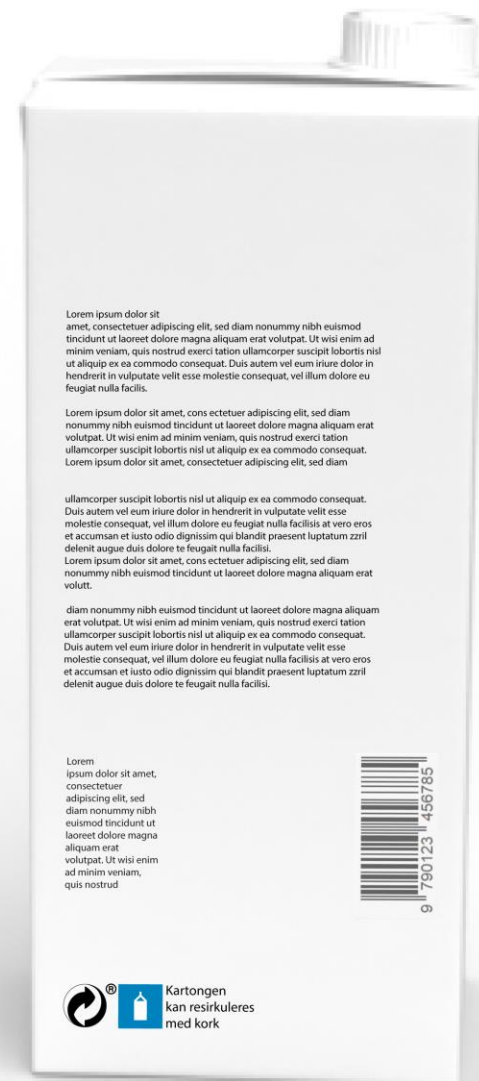 Lorem ipsum dolor sit
amet, consectetuer adipiscing elit, sed diam nonummy nibh euismod
tincidunt ut laoreet dolore magna aliquam erat volutpat. Ut wisi enim ad
minim veniam, quis nostrud exerci tation ullamcorper suscipit lobortis nisl
ut aliquip ex ea commodo consequat. Duis autem vel eum iriure dolor in
hendrerit in vulputate velit esse molestie consequat, vel illum dolore eu
feugiat nulla facilis.
Lorem ipsum dolor sit amet, cons ectetuer adipiscing elit, sed diam
nonummy nibh euismod tincidunt ut laoreet dolore magna aliquam erat
volutpat. Ut wisi enim ad minim veniam, quis nostrud exerci tation
ullamcorper suscipit lobortis nisl ut aliquip ex ea commodo consequat.
Lorem ipsum dolor sit amet, consectetuer adipiscing elit, sed diam
ullamcorper suscipit lobortis nisl ut aliquip ex ea commodo consequat.
Duis autem vel eum iriure dolor in hendrerit in vulputate velit esse
molestie consequat, vel illum dolore eu feugiat nulla facilisis at vero eros
et accumsan et iusto odio dignissim qui blandit praesent luptatum zzril
delenit augue duis dolore te feugait nulla facilisi.
Lorem ipsum dolor sit amet, cons ectetuer adipiscing elit, sed diam
nonummy nibh euismod tincidunt ut laoreet dolore magna aliquam erat
volutt.
diam nonummy nibh euismod tincidunt ut laoreet dolore magna aliquam
erat volutpat. Ut wisi enim ad minim veniam, quis nostrud exerci tation
ullamcorper suscipit lobortis nisl ut aliquip ex ea commodo consequat.
Duis autem vel eum iriure dolor in hendrerit in vulputate velit esse
molestie consequat, vel illum dolore eu feugiat nulla facilisis at vero eros
et accumsan et iusto odio dignissim qui blandit praesent luptatum zzril
delenit augue duis dolore te feugait nulla facilisi.
Lorem
ipsum dolor sit amet,
consectetuer
adipiscing elit, sed
diam nonummy nibh
euismod tincidunt ut
laoreet dolore magna
aliquam erat
volutpat. Ut wisi enim
ad minim veniam,
quis nostrud
9 790123 456785
®
Kartongen
kan resirkuleres
med kork